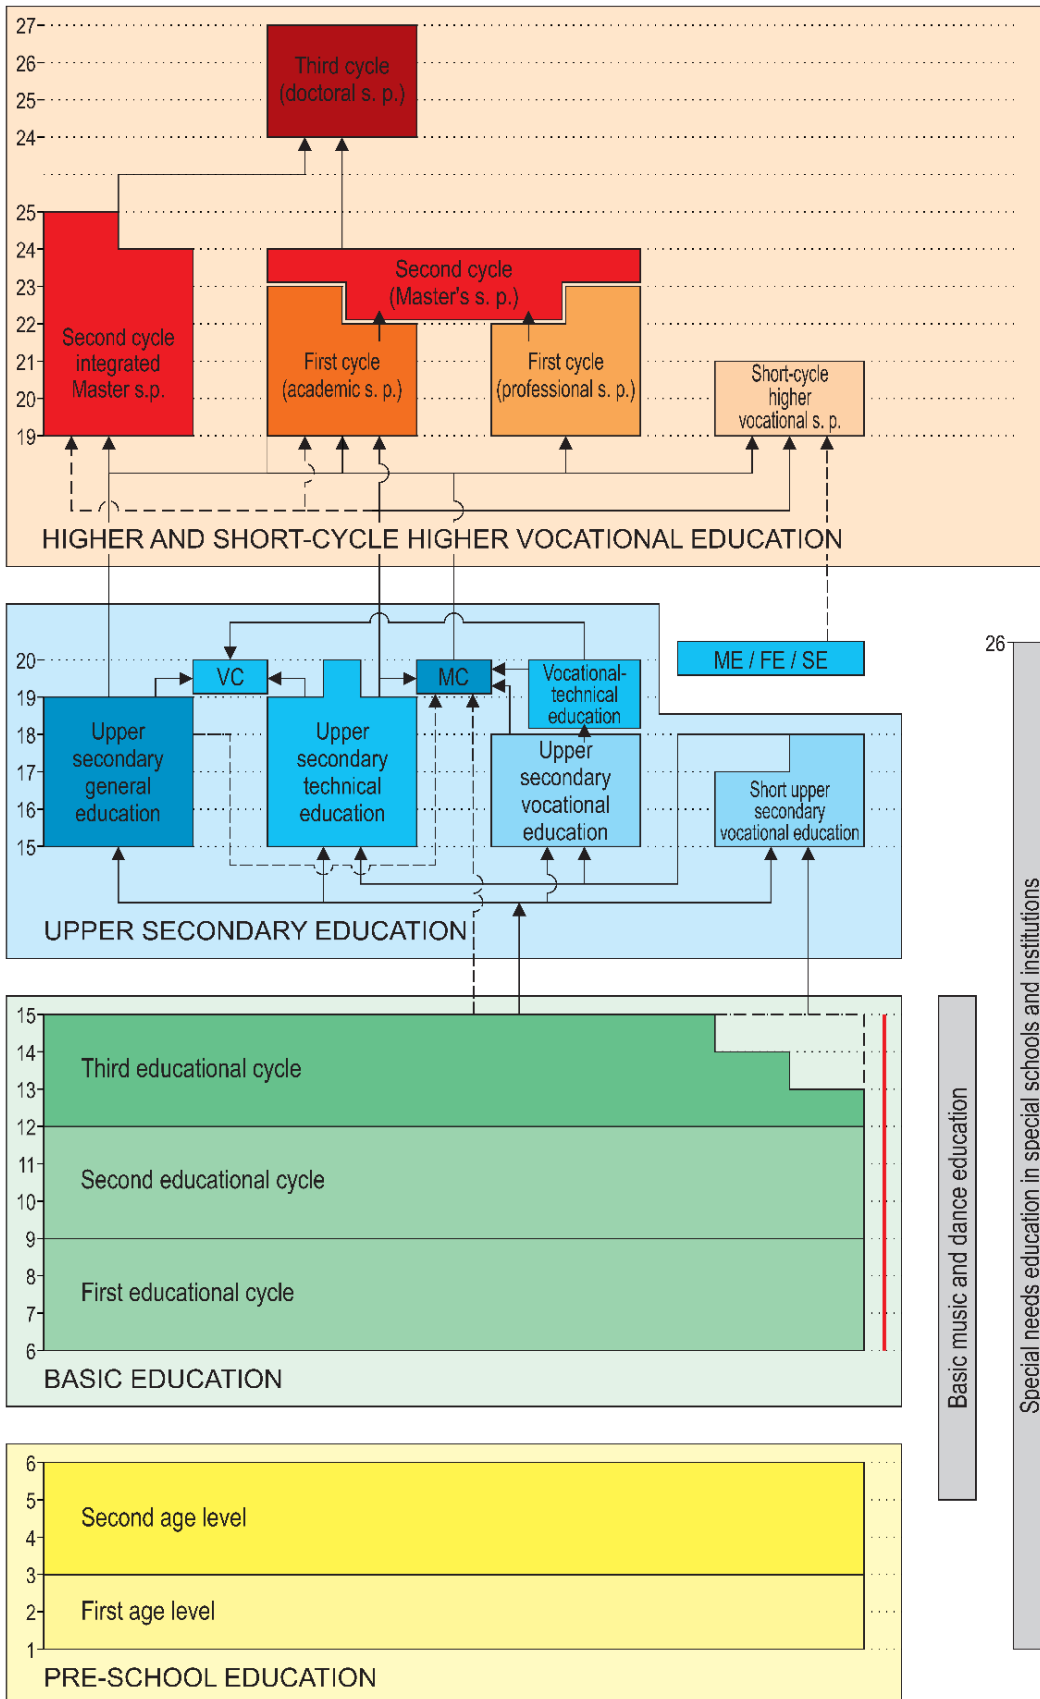 27
26
25
24
Third cycle
(doctoral s. p.)
25
24
23
22
21
20
19
Second cycle
integrated
Master s.p.
Second cycle
(Master's s. p.)
First cycle
(academic s. p.)
First cycle
(professional s. p.)
Short-cycle
higher
vocational s. p.
HIGHER AND SHORT-CYCLE HIGHER VOCATIONAL EDUCATION
20
19
18
17
16
15
VC
MC
Vocational-
technical
education
ME / FE / SE
Upper
secondary
general
education
Upper
secondary
technical
education
Upper
secondary
vocational
education
Short upper
secondary
vocational education
UPPER SECONDARY EDUCATION
15
14
13
12
11
10
9
8
7
6
Third educational cycle
Second educational cycle
First educational cycle
BASIC EDUCATION
6
5
4
3
2
1
Second age level
First age level
PRE-SCHOOL EDUCATION
Basic music and dance education
26
Special needs education in special schools and institutions